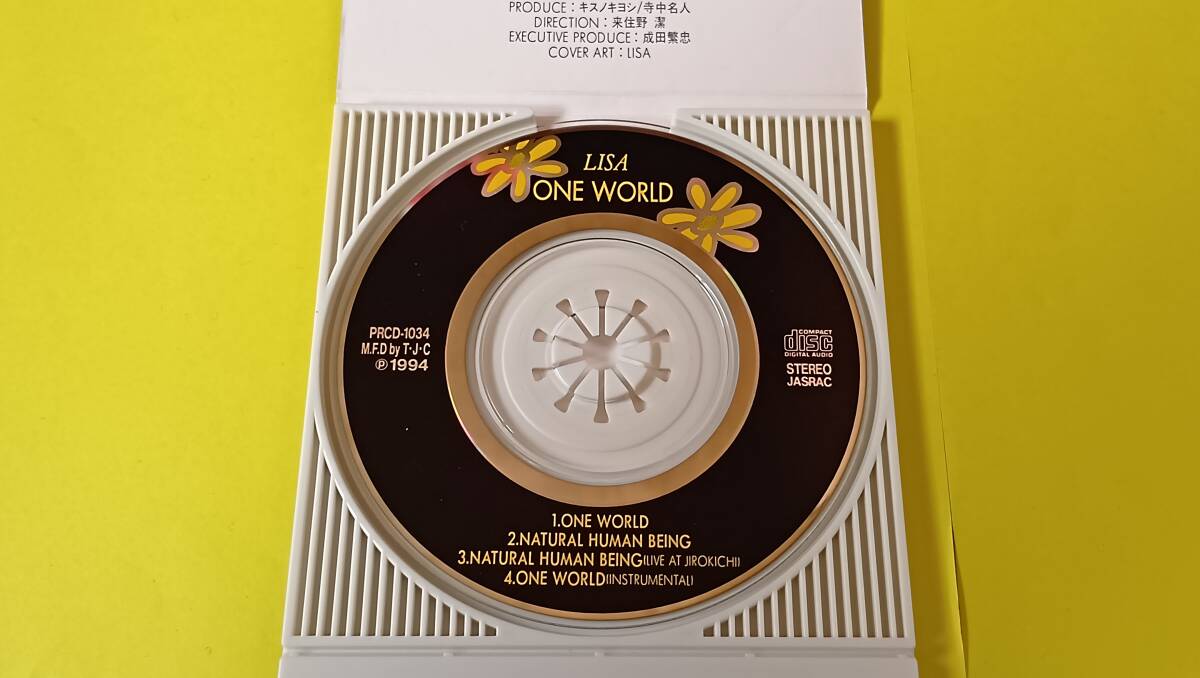 PRODUCE：キスノキヨシ/寺中名人
DIRECTION：来住野 潔
EXECUTIVE PRODUCE：成田繁忠
COVER ART：LISA
LISA
ONE WORLD
PRCD-1034
M.F.D by T・J・C
Ⓟ1994
COMPACT
disc
DIGITAL AUDIO
STEREO
JASRAC
1.ONE WORLD
2.NATURAL HUMAN BEING
3.NATURAL HUMAN BEING(LIVE AT JIROKICHI)
4.ONE WORLD(INSTRUMENTAL)